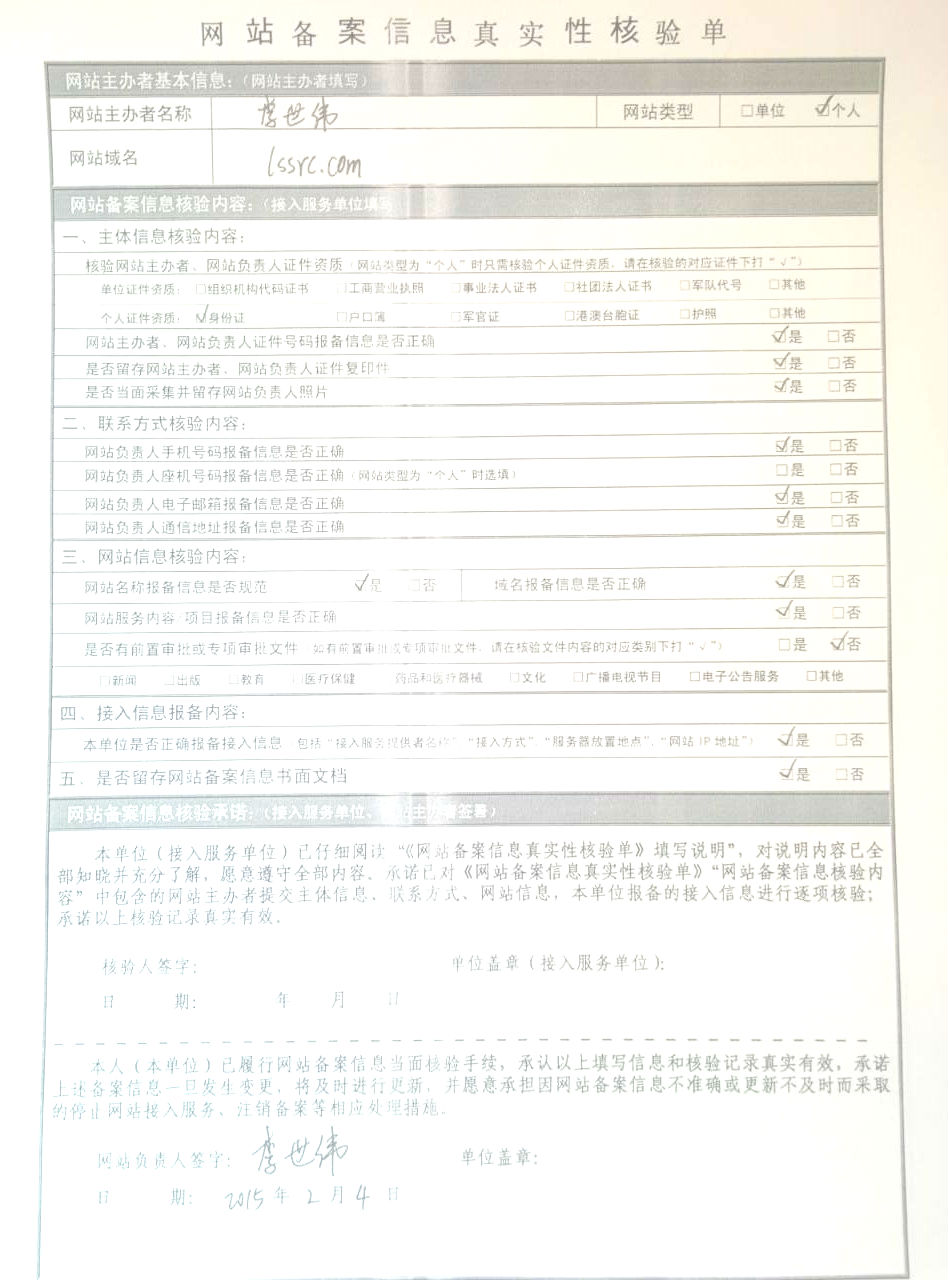 网站备案信息真实性核验单
网站主办者基本信息:(网站主办者填写)
网站主办者名称 李世伟 网站类型 □单位 ☑个人
网站域名 lssrc.com
网站备案信息核验内容:(接入服务单位填写
一、主体信息核验内容:
核验网站主办者、网站负责人证件资质(网站类型为“个人”时只需核验个人证件资质,请在核验的对应证件下打“√”)
单位证件资质: □组织机构代码证书 □工商营业执照 □事业法人证书 □社团法人证书 □军队代号 □其他
个人证件资质: ☑身份证 □户口簿 □军官证 □港澳台胞证 □护照 □其他
网站主办者、网站负责人证件号码报备信息是否正确 ☑是 □否
是否留存网站主办者、网站负责人证件复印件 ☑是 □否
是否当面采集并留存网站负责人照片 ☑是 □否
二、联系方式核验内容:
网站负责人手机号码报备信息是否正确 ☑是 □否
网站负责人座机号码报备信息是否正确(网站类型为“个人”时选填) □是 □否
网站负责人电子邮箱报备信息是否正确 ☑是 □否
网站负责人通信地址报备信息是否正确 ☑是 □否
三、网站信息核验内容:
网站名称报备信息是否规范 ☑是 □否 域名报备信息是否正确 ☑是 □否
网站服务内容/项目报备信息是否正确 ☑是 □否
是否有前置审批或专项审批文件(如有前置审批或专项审批文件,请在核验文件内容的对应类别下打“√”) □是 ☑否
□新闻 □出版 □教育 □医疗保健 药品和医疗器械 □文化 □广播电视节目 □电子公告服务 □其他
四、接入信息报备内容:
本单位是否正确报备接入信息(包括“接入服务提供者名称”、“接入方式”、“服务器放置地点”、“网站 IP 地址”) ☑是 □否
五、是否留存网站备案信息书面文档 ☑是 □否
网站备案信息核验承诺:(接入服务单位、 主办者签署)
本单位(接入服务单位)已仔细阅读“《网站备案信息真实性核验单》填写说明”,对说明内容已全
部知晓并充分了解,愿意遵守全部内容、承诺已对《网站备案信息真实性核验单》“网站备案信息核验内
容”中包含的网站主办者提交主体信息、联系方式、网站信息,本单位报备的接入信息进行逐项核验;
承诺以上核验记录真实有效。
核验人签字: 单位盖章(接入服务单位):
日 期: 年 月 日
本人(本单位)已履行网站备案信息当面核验手续,承认以上填写信息和核验记录真实有效,承诺
上述备案信息一旦发生变更,将及时进行更新,并愿意承担因网站备案信息不准确或更新不及时而采取
的停止网站接入服务、注销备案等相应处理措施。
网站负责人签字: 李世伟 单位盖章:
日 期: 2015 年 2 月 4 日